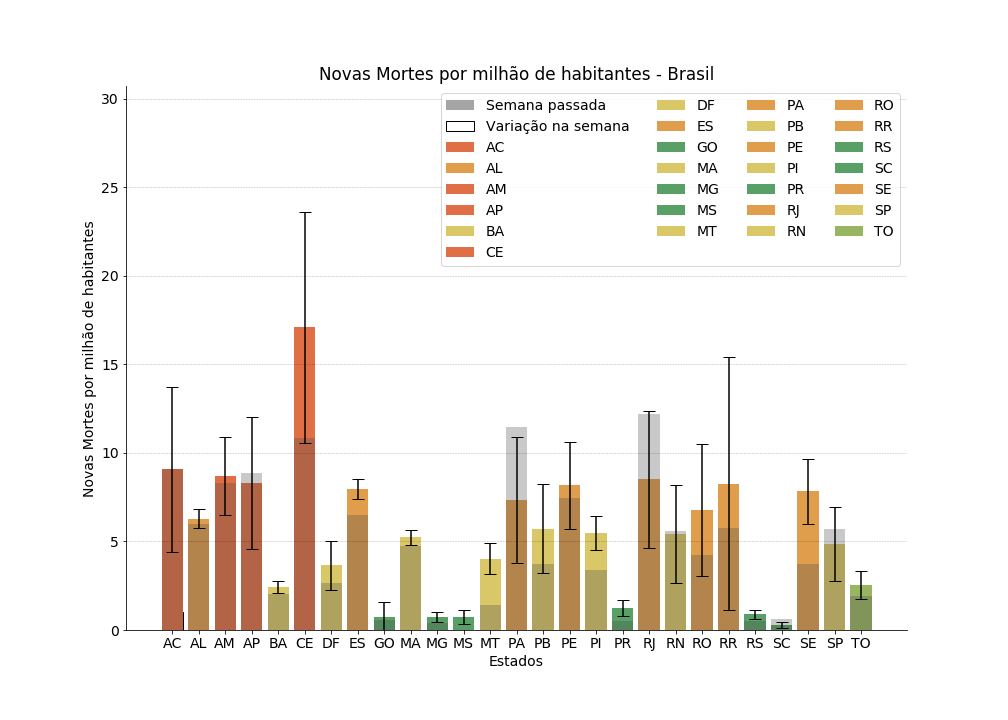 Novas Mortes por milhão de habitantes - Brasil
Novas Mortes por milhão de habitantes
30
25
20
15
10
5
0
Semana passada
Variação na semana
AC
AL
AM
AP
BA
CE
DF
ES
GO
MA
MG
MS
MT
PA
PB
PE
PI
PR
RJ
RN
RO
RR
RS
SC
SE
SP
TO
AC AL AM AP BA CE DF ES GO MA MG MS MT PA PB PE PI PR RJ RN RO RR RS SC SE SP TO
Estados